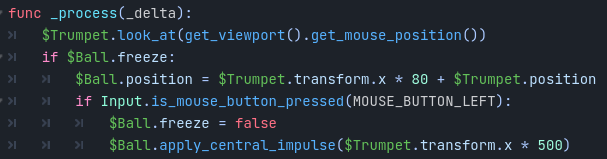 func _process(_delta):
$Trumpet.look_at(get_viewport().get_mouse_position())
if $Ball.freeze:
$Ball.position = $Trumpet.transform.x * 80 + $Trumpet.position
if Input.is_mouse_button_pressed(MOUSE_BUTTON_LEFT):
$Ball.freeze = false
$Ball.apply_central_impulse($Trumpet.transform.x * 500)